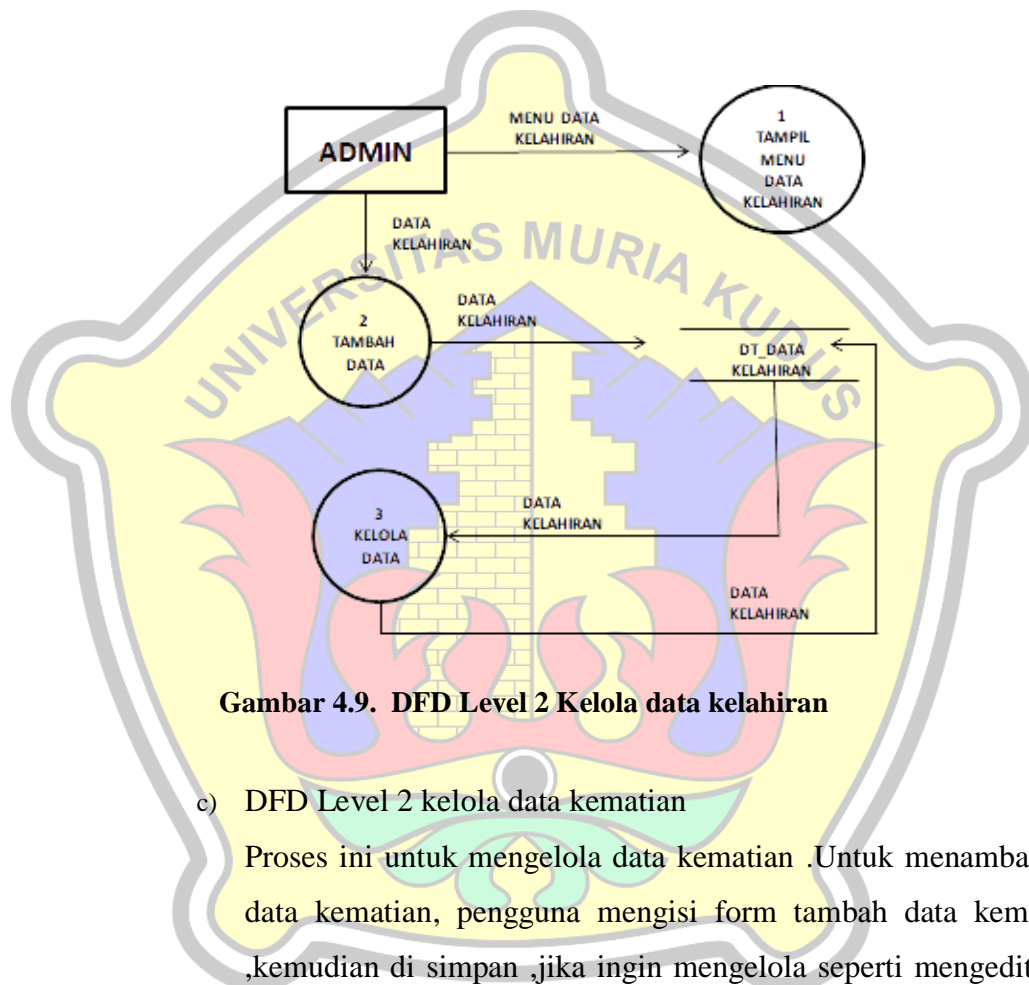 MENU DATA
KELAHIRAN
1
TAMPIL
MENU
DATA
KELAHIRAN
ADMIN
DATA
KELAHIRAN
UNIVERSITAS MURIA KUDUS
2
TAMBAH
DATA
DATA
KELAHIRAN
DT_DATA
KELAHIRAN
3
KELOLA
DATA
DATA
KELAHIRAN
DATA
KELAHIRAN
Gambar 4.9. DFD Level 2 Kelola data kelahiran
c) DFD Level 2 kelola data kematian
Proses ini untuk mengelola data kematian .Untuk menamba
data kematian, pengguna mengisi form tambah data kem
,kemudian di simpan ,jika ingin mengelola seperti mengedit